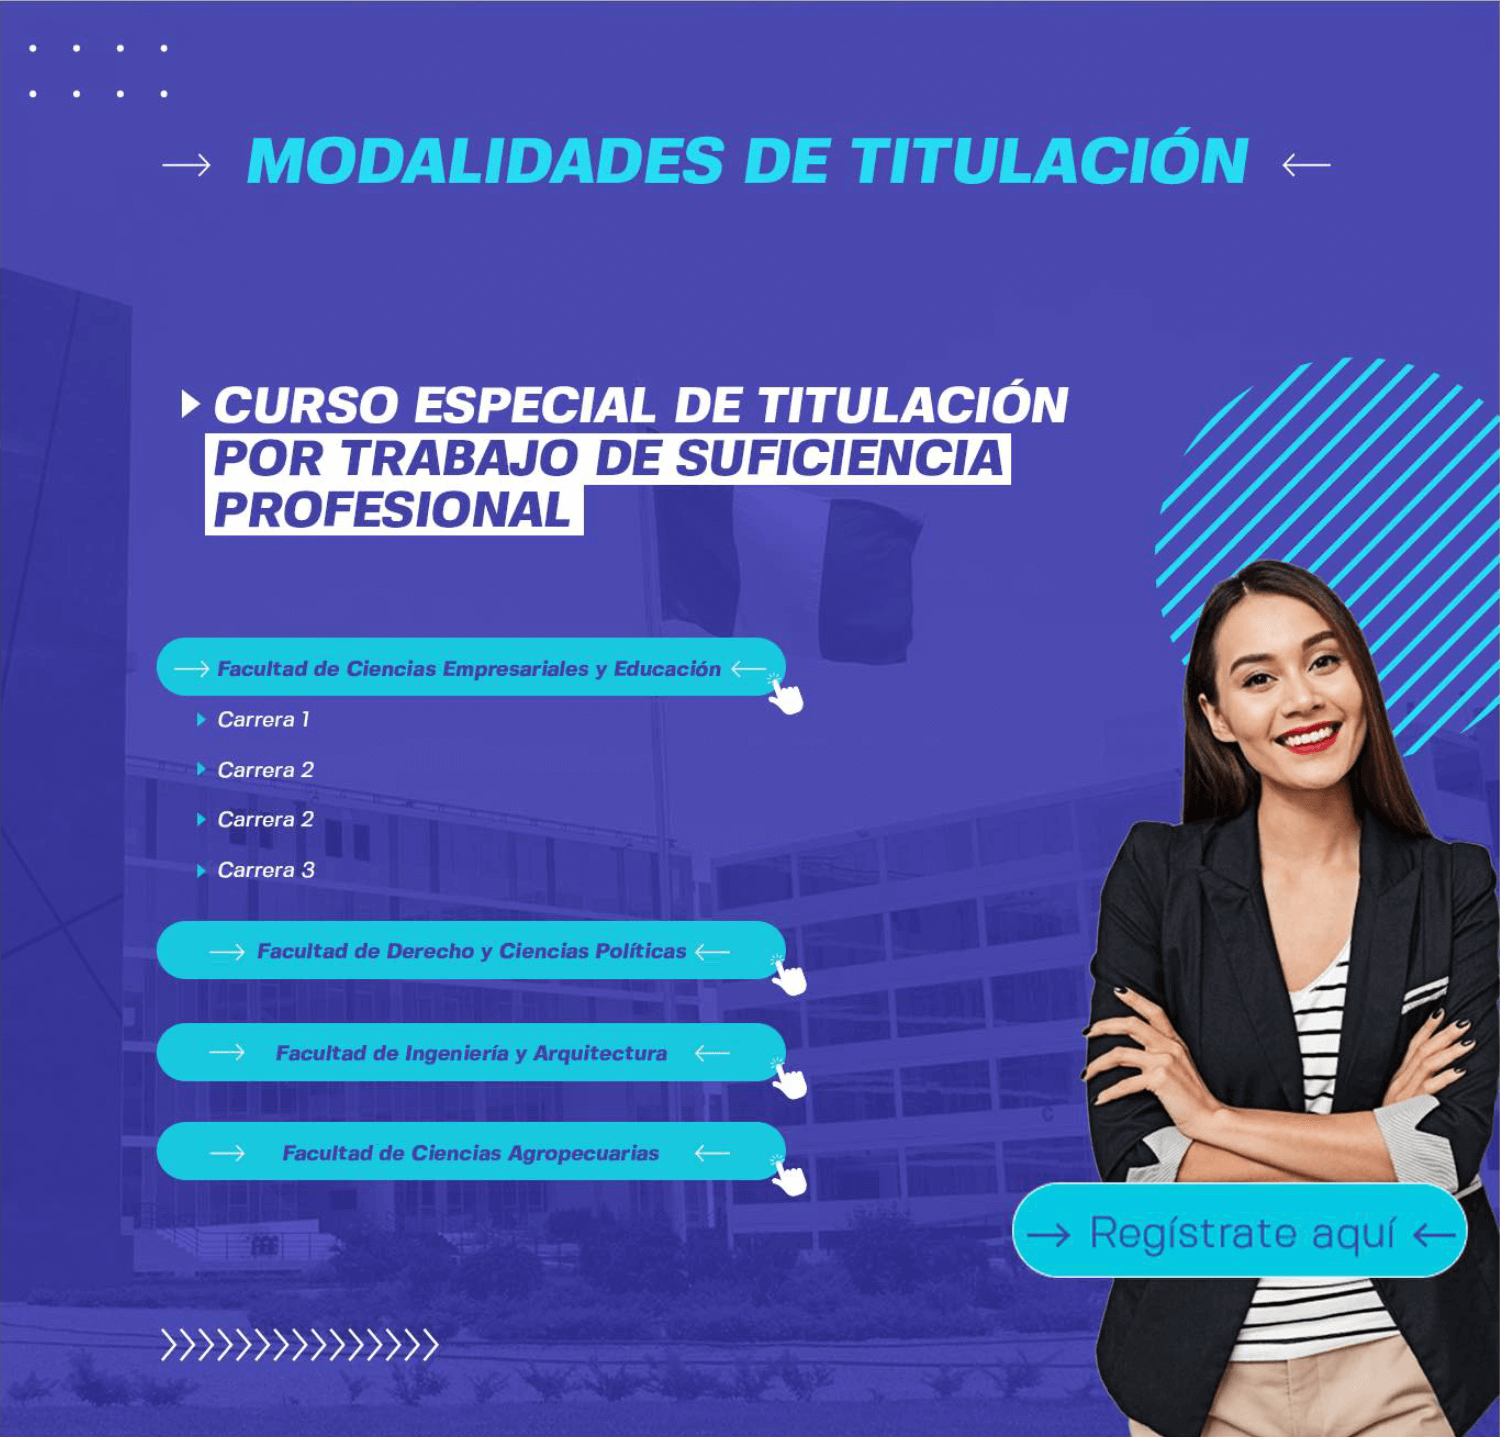 MODALIDADES DE TITULACIÓN
CURSO ESPECIAL DE TITULACIÓN
POR TRABAJO DE SUFICIENCIA
PROFESIONAL
Facultad de Ciencias Empresariales y Educación
Carrera 1
Carrera 2
Carrera 2
Carrera 3
Facultad de Derecho y Ciencias Políticas
Facultad de Ingeniería y Arquitectura
Facultad de Ciencias Agropecuarias
C
Regístrate aquí